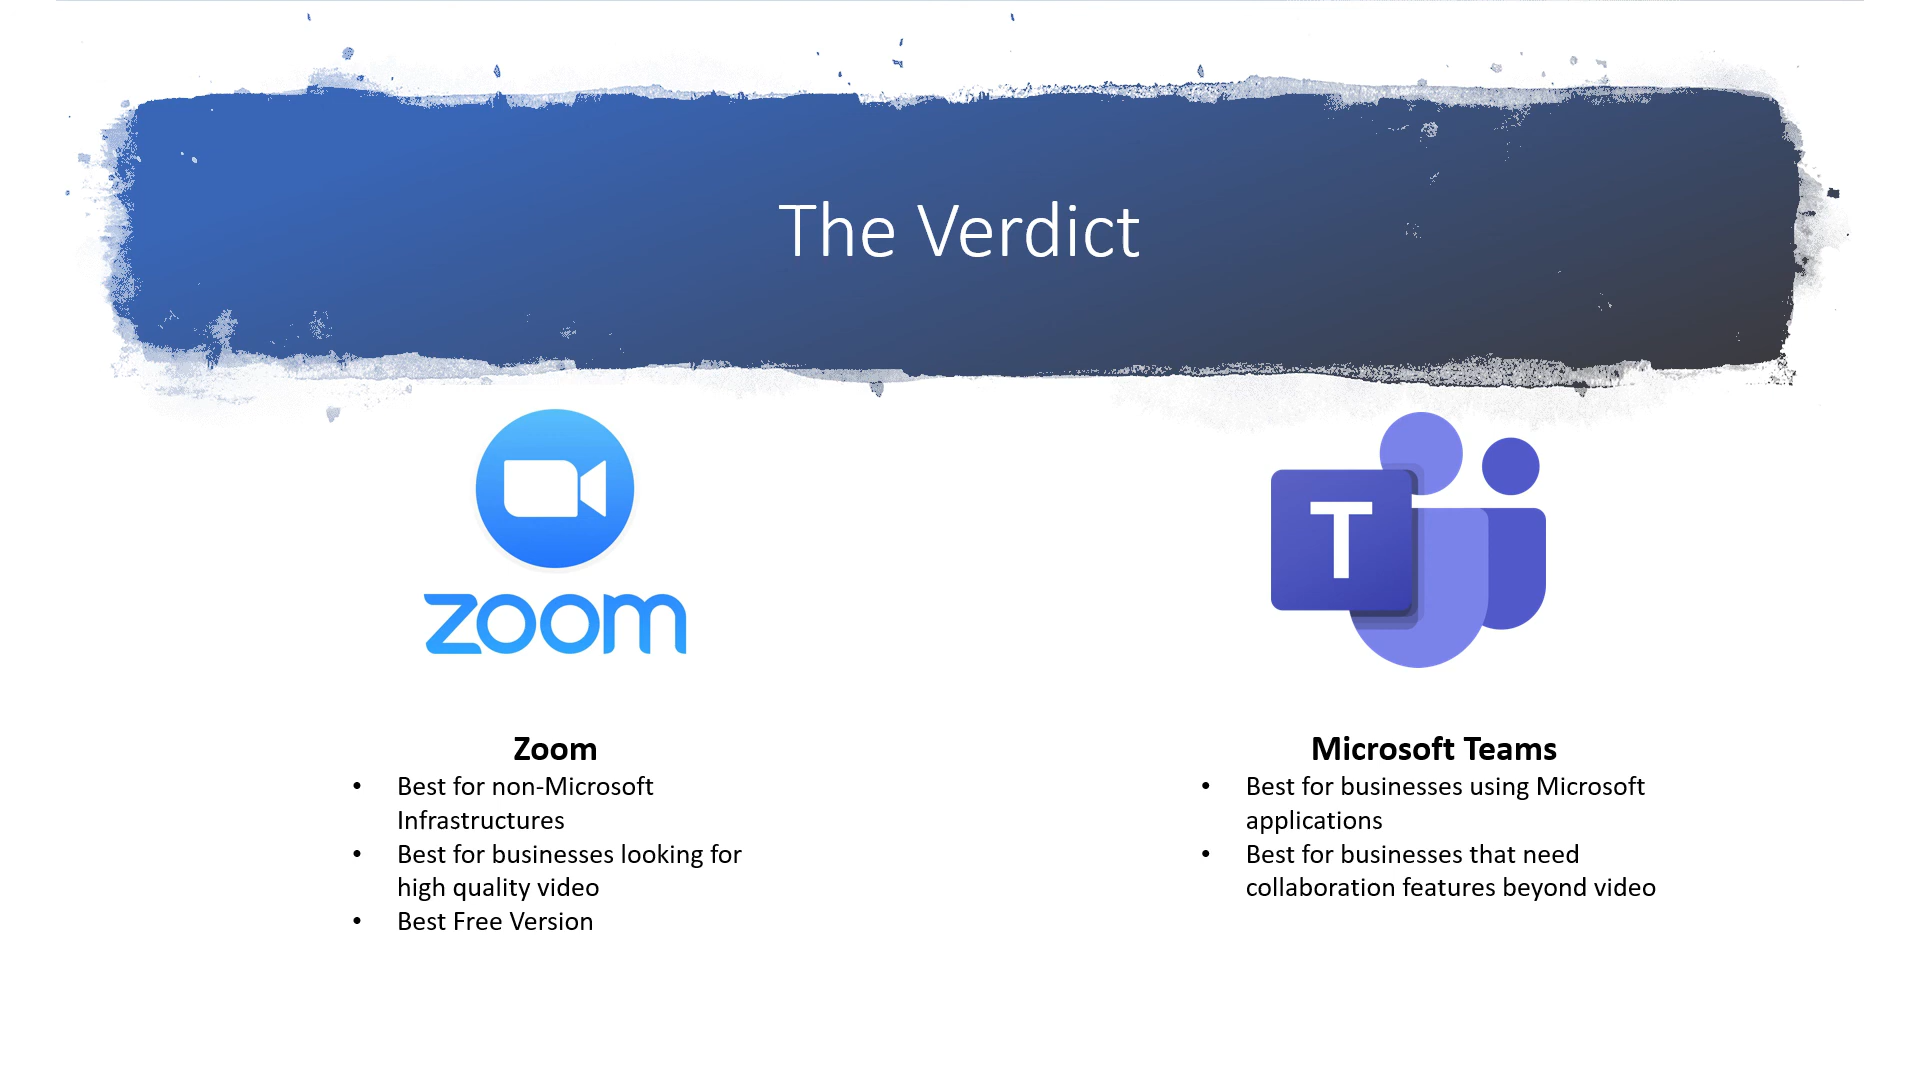 The Verdict
zoom
T
Zoom
• Best for non-Microsoft
Infrastructures
• Best for businesses looking for
high quality video
• Best Free Version
Microsoft Teams
• Best for businesses using Microsoft
applications
• Best for businesses that need
collaboration features beyond video